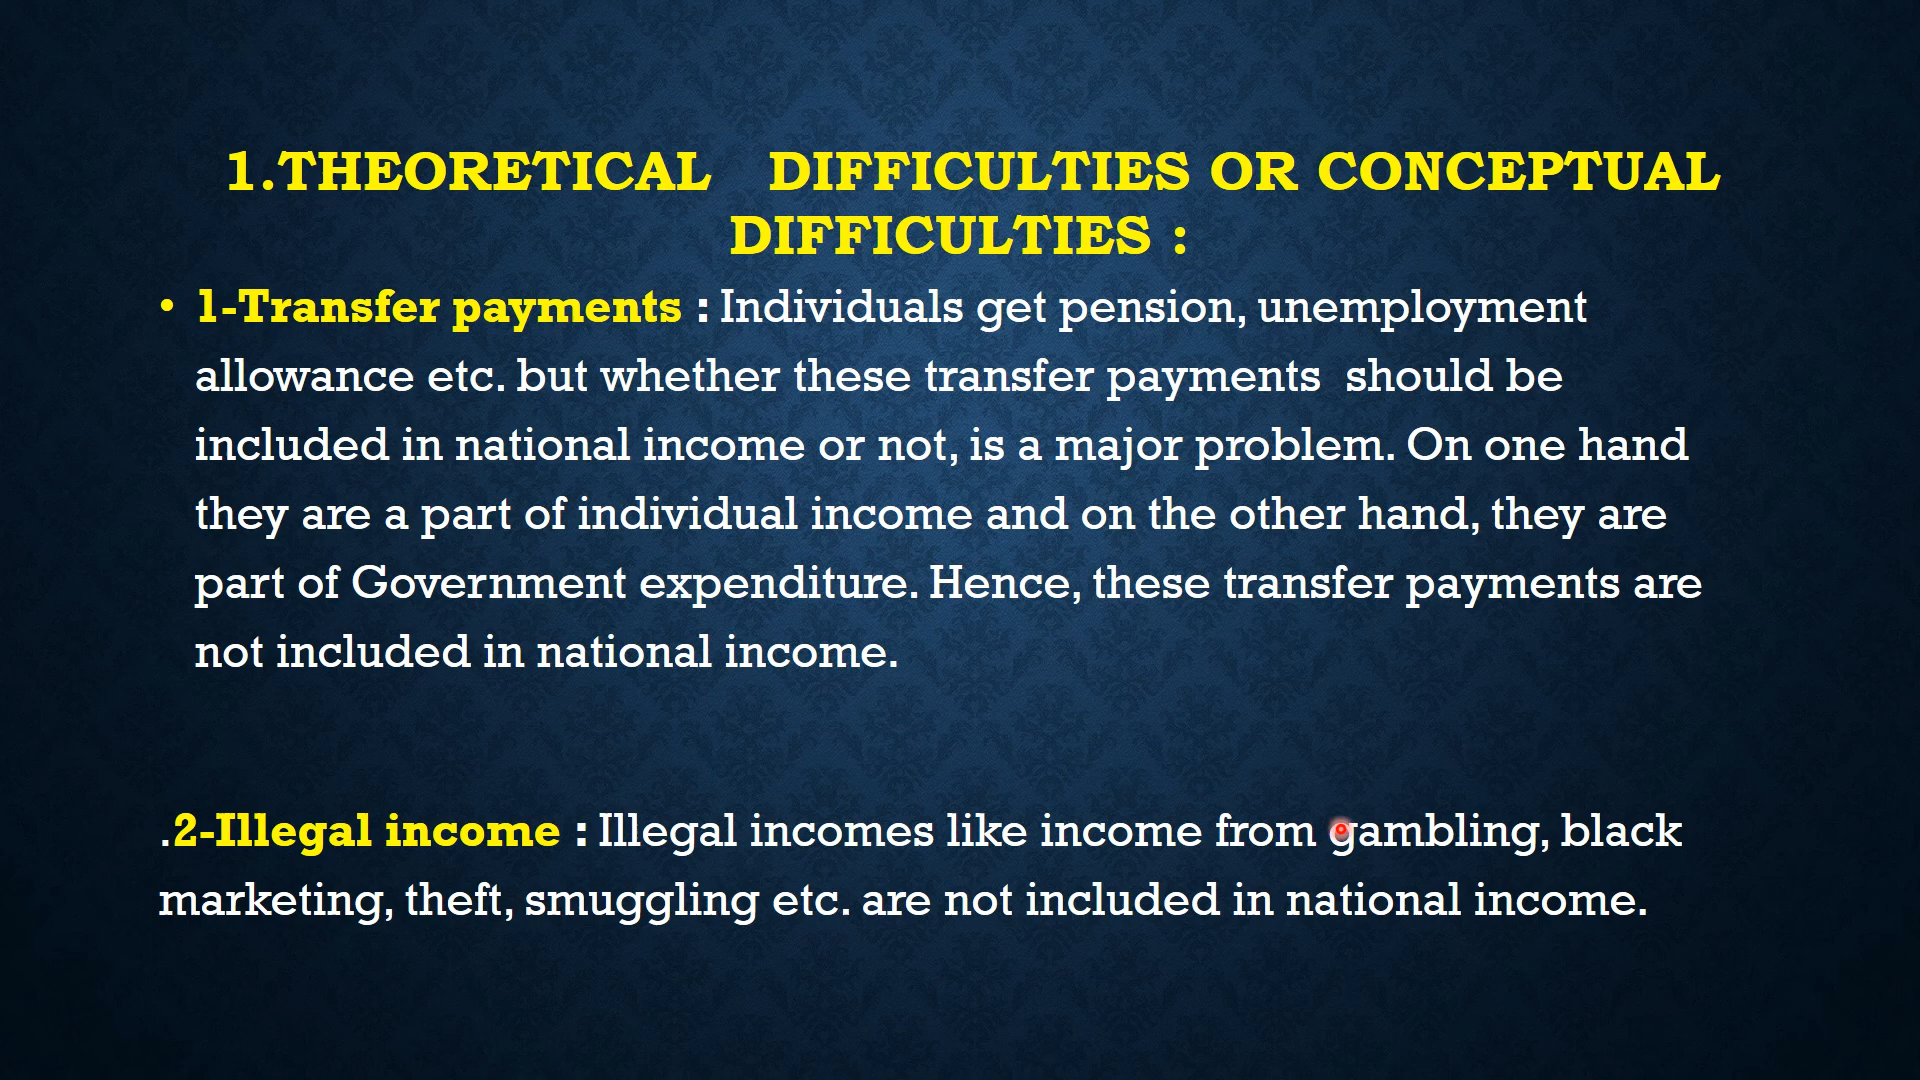 1.THEORETICAL DIFFICULTIES OR CONCEPTUAL
DIFFICULTIES :
• 1-Transfer payments : Individuals get pension, unemployment
allowance etc. but whether these transfer payments should be
included in national income or not, is a major problem. On one hand
they are a part of individual income and on the other hand, they are
part of Government expenditure. Hence, these transfer payments are
not included in national income.
.2-Illegal income : Illegal incomes like income from gambling, black
marketing, theft, smuggling etc. are not included in national income.